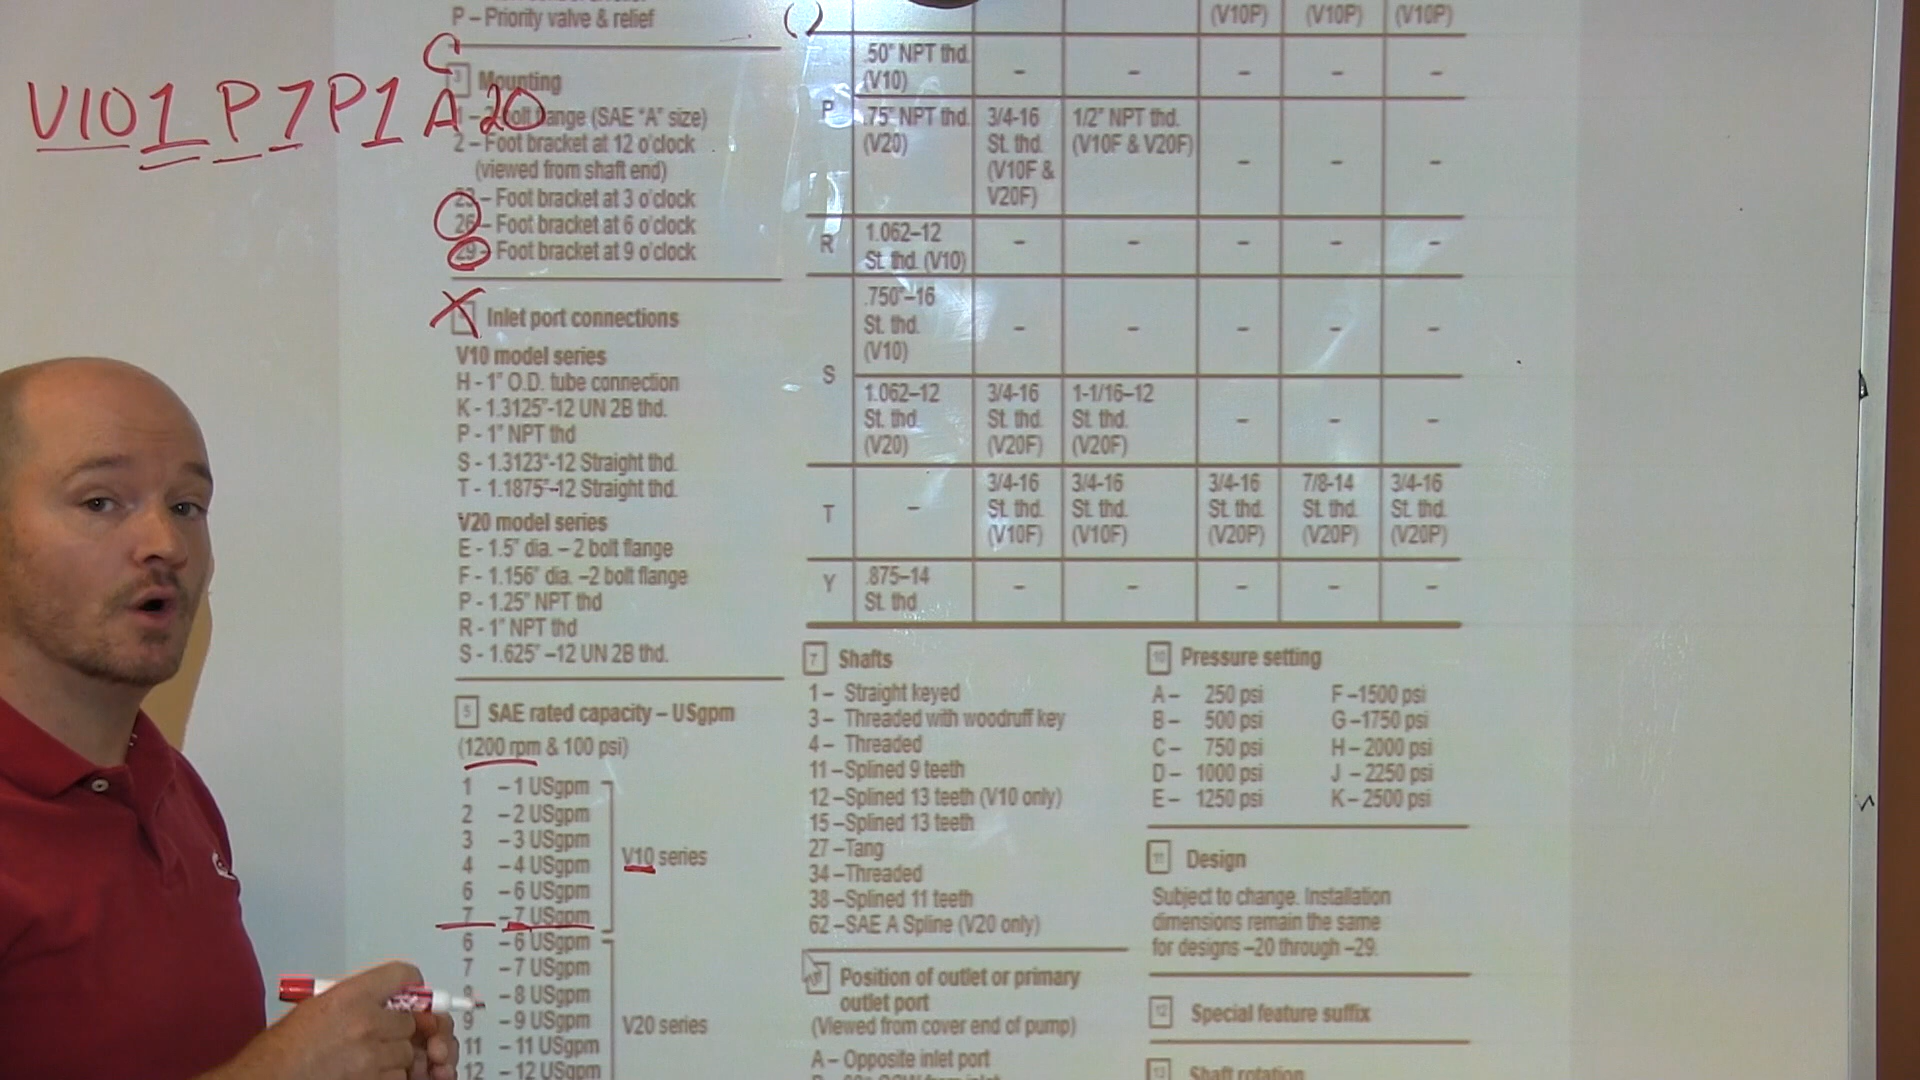 P – Priority valve & relief
C
V101P7P1 A 20
3 Mounting
1 – 2 bolt flange (SAE "A" size)
2 – Foot bracket at 12 o'clock
(viewed from shaft end)
23 – Foot bracket at 3 o'clock
26 – Foot bracket at 6 o'clock
29 – Foot bracket at 9 o'clock
Inlet port connections
V10 model series
H - 1" O.D. tube connection
K - 1.3125"-12 UN 2B thd.
P - 1" NPT thd
S - 1.3123"-12 Straight thd.
T - 1.1875"–12 Straight thd.
V20 model series
E - 1.5" dia. – 2 bolt flange
F - 1.156" dia. –2 bolt flange
P - 1.25" NPT thd
R - 1" NPT thd
S - 1.625" –12 UN 2B thd.
5 SAE rated capacity – USgpm
(1200 rpm & 100 psi)
1 – 1 USgpm
2 – 2 USgpm
3 – 3 USgpm
4 – 4 USgpm
6 – 6 USgpm
7 – 7 USgpm
V10 series
6 – 6 USgpm
7 – 7 USgpm
8 – 8 USgpm
9 – 9 USgpm
11 – 11 USgpm
12 – 12 USgpm
V20 series
(V10P) (V10P) (V10P)
P
.50" NPT thd. (V10) – – – – –
.75" NPT thd. (V20) 3/4-16 St. thd. (V10F & V20F) 1/2" NPT thd. (V10F & V20F) – – –
R 1.062–12 St. thd. (V10) – – – – –
S
.750"–16 St. thd. (V10) – – – – –
1.062–12 St. thd. (V20) 3/4-16 St. thd. (V20F) 1-1/16–12 St. thd. (V20F) – – –
T – 3/4-16 St. thd. (V10F) 3/4-16 St. thd. (V10F) 3/4-16 St. thd. (V20P) 7/8-14 St. thd. (V20P) 3/4-16 St. thd. (V20P)
Y .875–14 St. thd – – – – –
7 Shafts
1 – Straight keyed
3 – Threaded with woodruff key
4 – Threaded
11 –Splined 9 teeth
12 –Splined 13 teeth (V10 only)
15 –Splined 13 teeth
27 –Tang
34 –Threaded
38 –Splined 11 teeth
62 –SAE A Spline (V20 only)
Position of outlet or primary
outlet port
(Viewed from cover end of pump)
A – Opposite inlet port
10 Pressure setting
A – 250 psi F –1500 psi
B – 500 psi G –1750 psi
C – 750 psi H – 2000 psi
D – 1000 psi J – 2250 psi
E – 1250 psi K – 2500 psi
11 Design
Subject to change. Installation
dimensions remain the same
for designs –20 through –29.
12 Special feature suffix
13 Shaft rotation